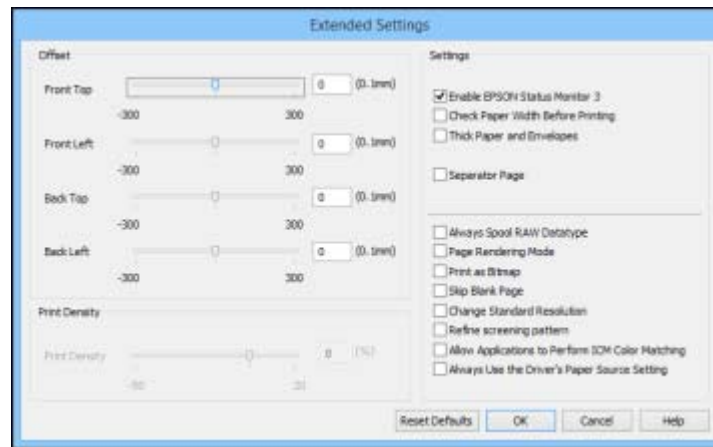 Extended Settings
Offset
Front Top
0
(0.1mm)
-300
300
Front Left
0
(0.1mm)
-300
300
Back Top
0
(0.1mm)
-300
300
Back Left
0
(0.1mm)
-300
300
Print Density
Print Density
0
(%)
Settings
Enable EPSON Status Monitor 3
Check Paper Width Before Printing
Thick Paper and Envelopes
Separator Page
Always Spool RAW Datatype
Page Rendering Mode
Print as Bitmap
Skip Blank Page
Change Standard Resolution
Refine screening pattern
Allow Applications to Perform ICM Color Matching
Always Use the Driver's Paper Source Setting
Reset Defaults
OK
Cancel
Help